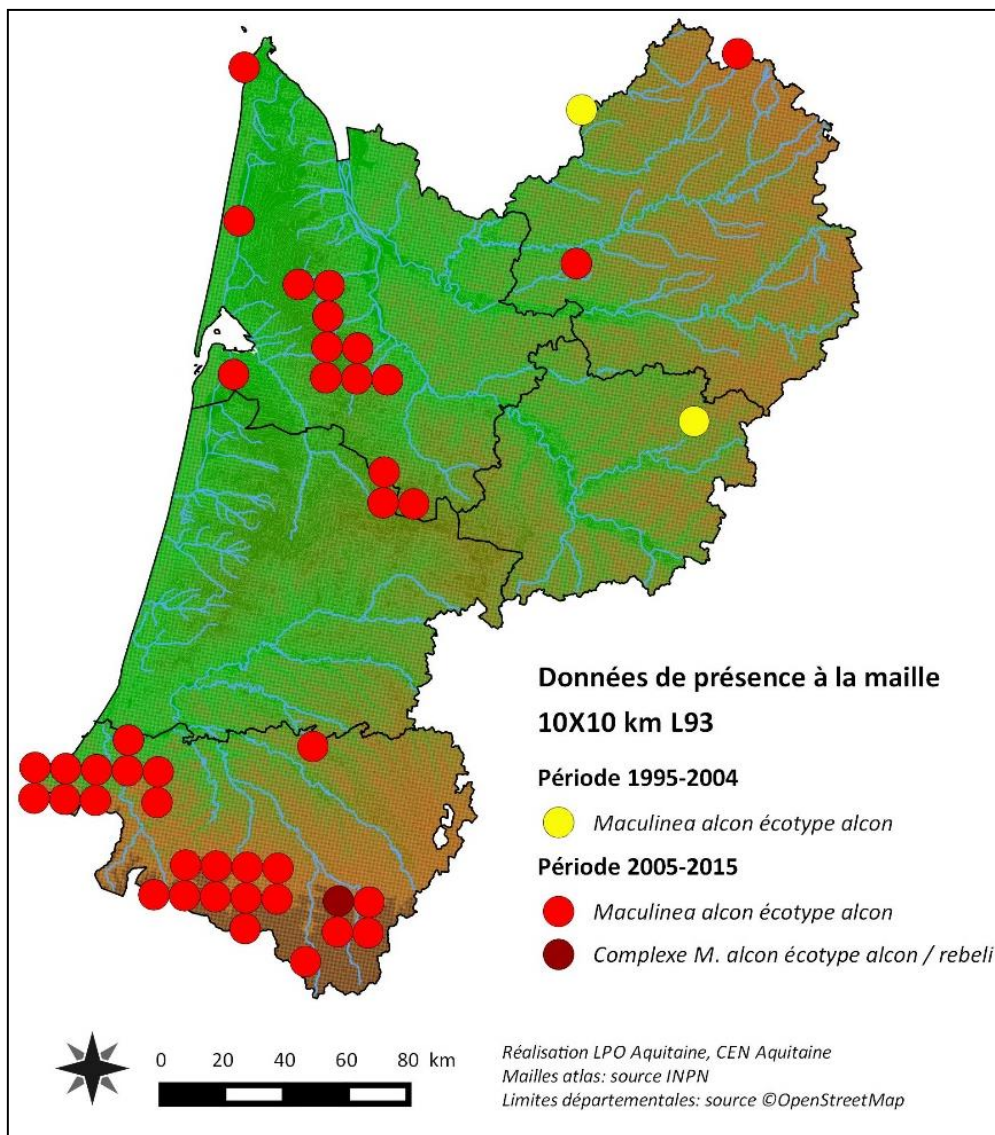 Données de présence à la maille
10X10 km L93
Période 1995-2004
Maculinea alcon écotype alcon
Période 2005-2015
Maculinea alcon écotype alcon
Complexe M. alcon écotype alcon / rebeli
0 20 40 60 80 km
Réalisation LPO Aquitaine, CEN Aquitaine
Mailles atlas: source INPN
Limites départementales: source ©OpenStreetMap